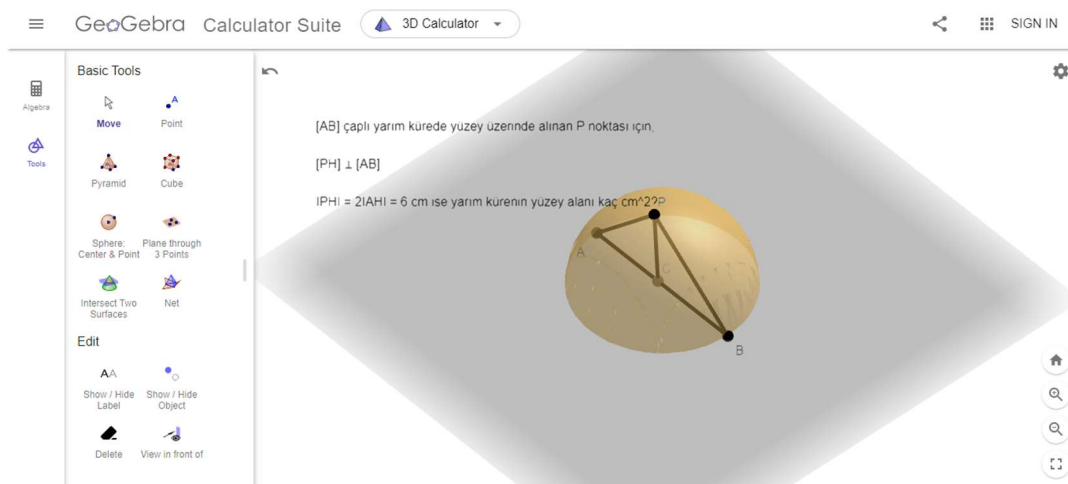 GeoGebra Calculator Suite 3D Calculator SIGN IN
Algebra
Tools
Basic Tools
Move
Point
Pyramid
Cube
Sphere:
Center & Point
Plane through
3 Points
Intersect Two
Surfaces
Net
Edit
AA
Show / Hide
Label
Show / Hide
Object
Delete
View in front of
A
[AB] çaplı yarım kürede yüzey üzerinde alınan P noktası için,
[PH] ⊥ [AB]
IPHI = 2IAHI = 6 cm ise yarım kürenin yüzey alanı kaç cm^2?
P
A
C
B